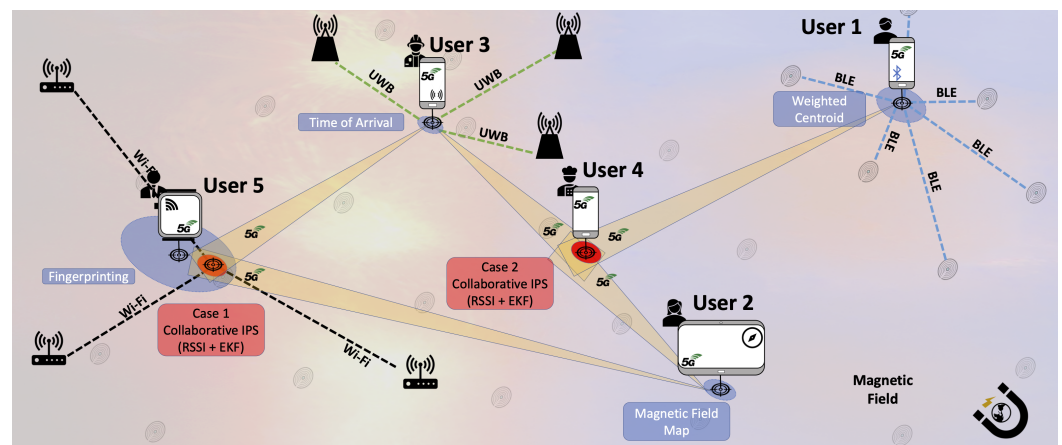 User 1
5G
BLE
BLE
BLE
BLE
BLE
Weighted
Centroid
User 3
5G
UWB
UWB
UWB
Time of Arrival
User 4
5G
5G
5G
5G
Case 2
Collaborative IPS
(RSSI + EKF)
User 5
5G
Wi-Fi
Wi-Fi
Wi-Fi
5G
5G
Fingerprinting
Case 1
Collaborative IPS
(RSSI + EKF)
User 2
5G
Magnetic Field
Map
Magnetic
Field